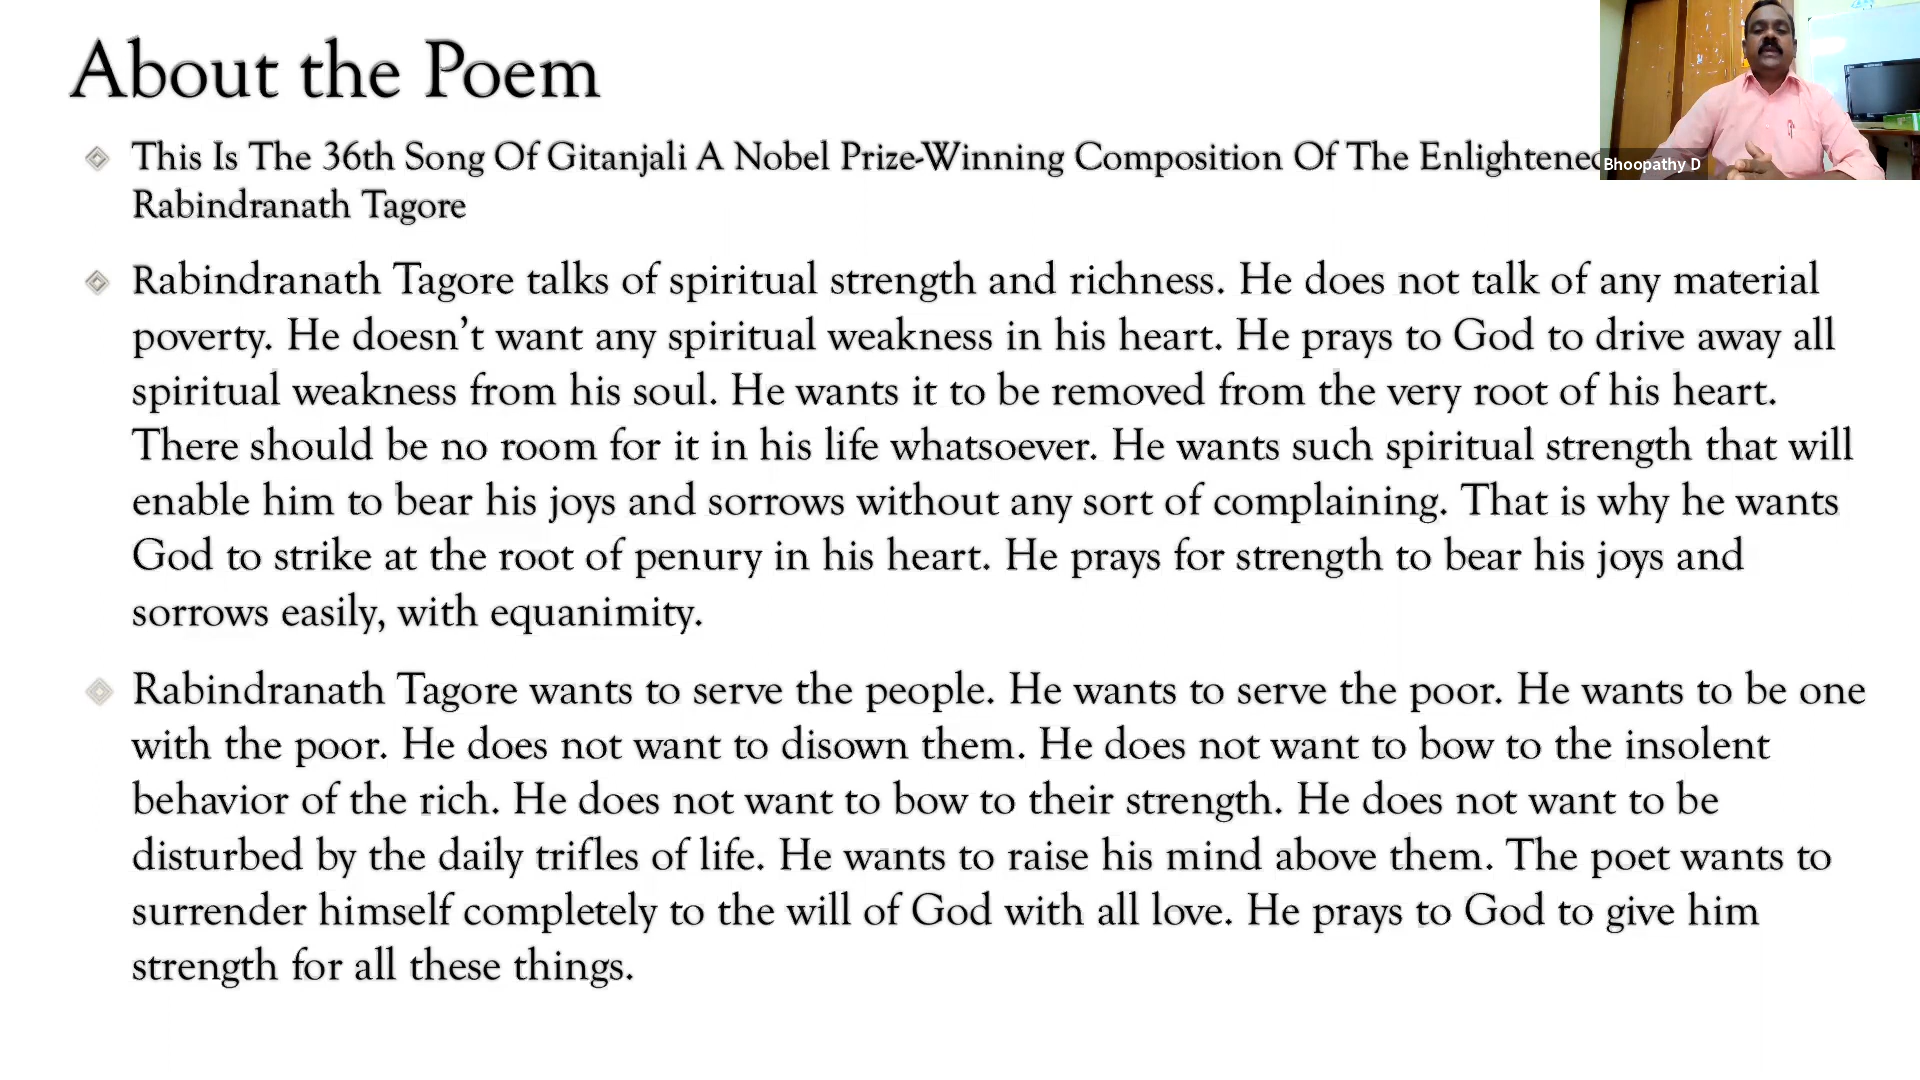 About the Poem
This Is The 36th Song Of Gitanjali A Nobel Prize-Winning Composition Of The
Rabindranath Tagore
Rabindranath Tagore talks of spiritual strength and richness. He does not talk of any material
poverty. He doesn’t want any spiritual weakness in his heart. He prays to God to drive away all
spiritual weakness from his soul. He wants it to be removed from the very root of his heart.
There should be no room for it in his life whatsoever. He wants such spiritual strength that will
enable him to bear his joys and sorrows without any sort of complaining. That is why he wants
God to strike at the root of penury in his heart. He prays for strength to bear his joys and
sorrows easily, with equanimity.
Rabindranath Tagore wants to serve the people. He wants to serve the poor. He wants to be one
with the poor. He does not want to disown them. He does not want to bow to the insolent
behavior of the rich. He does not want to bow to their strength. He does not want to be
disturbed by the daily trifles of life. He wants to raise his mind above them. The poet wants to
surrender himself completely to the will of God with all love. He prays to God to give him
strength for all these things.
Bhoopathy D